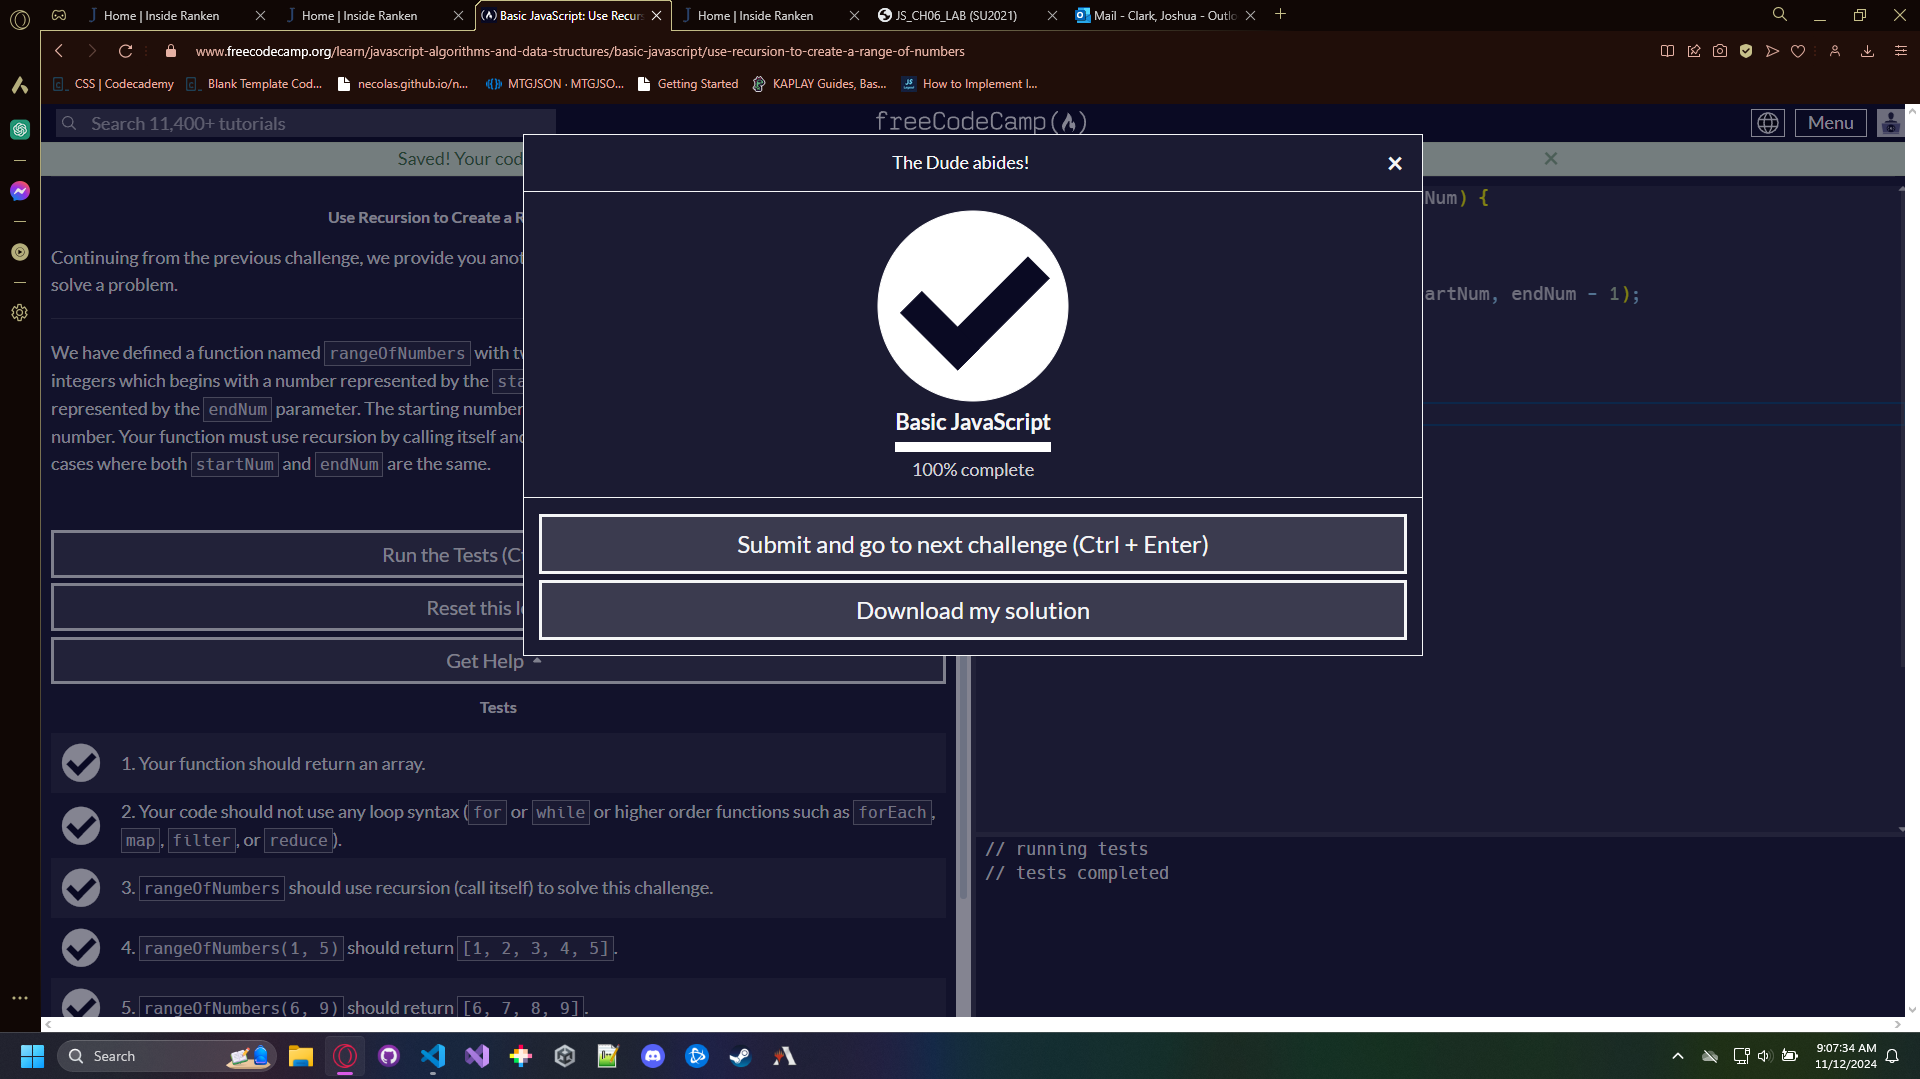 Home | Inside Ranken
Home | Inside Ranken
Basic JavaScript: Use Recur
Home | Inside Ranken
JS_CH06_LAB (SU2021)
Mail - Clark, Joshua - Outlo
www.freecodecamp.org/learn/javascript-algorithms-and-data-structures/basic-javascript/use-recursion-to-create-a-range-of-numbers
CSS | Codecademy
Blank Template Cod...
necolas.github.io/n...
MTGJSON · MTGJSO...
Getting Started
KAPLAY Guides, Bas...
How to Implement I...
Search 11,400+ tutorials
freeCodeCamp(🔥)
Menu
Saved! Your cod
The Dude abides!
Basic JavaScript
100% complete
Submit and go to next challenge (Ctrl + Enter)
Download my solution
Use Recursion to Create a R
Continuing from the previous challenge, we provide you anot
solve a problem.
We have defined a function named rangeOfNumbers with tw
integers which begins with a number represented by the sta
represented by the endNum parameter. The starting number
number. Your function must use recursion by calling itself and
cases where both startNum and endNum are the same.
Run the Tests (C
Reset this l
Get Help
Tests
1. Your function should return an array.
2. Your code should not use any loop syntax (for or while or higher order functions such as forEach,
map, filter, or reduce).
3. rangeOfNumbers should use recursion (call itself) to solve this challenge.
4. rangeOfNumbers(1, 5) should return [1, 2, 3, 4, 5].
5. rangeOfNumbers(6, 9) should return [6, 7, 8, 9].
Num) {
artNum, endNum - 1);
// running tests
// tests completed
Search
9:07:34 AM
11/12/2024